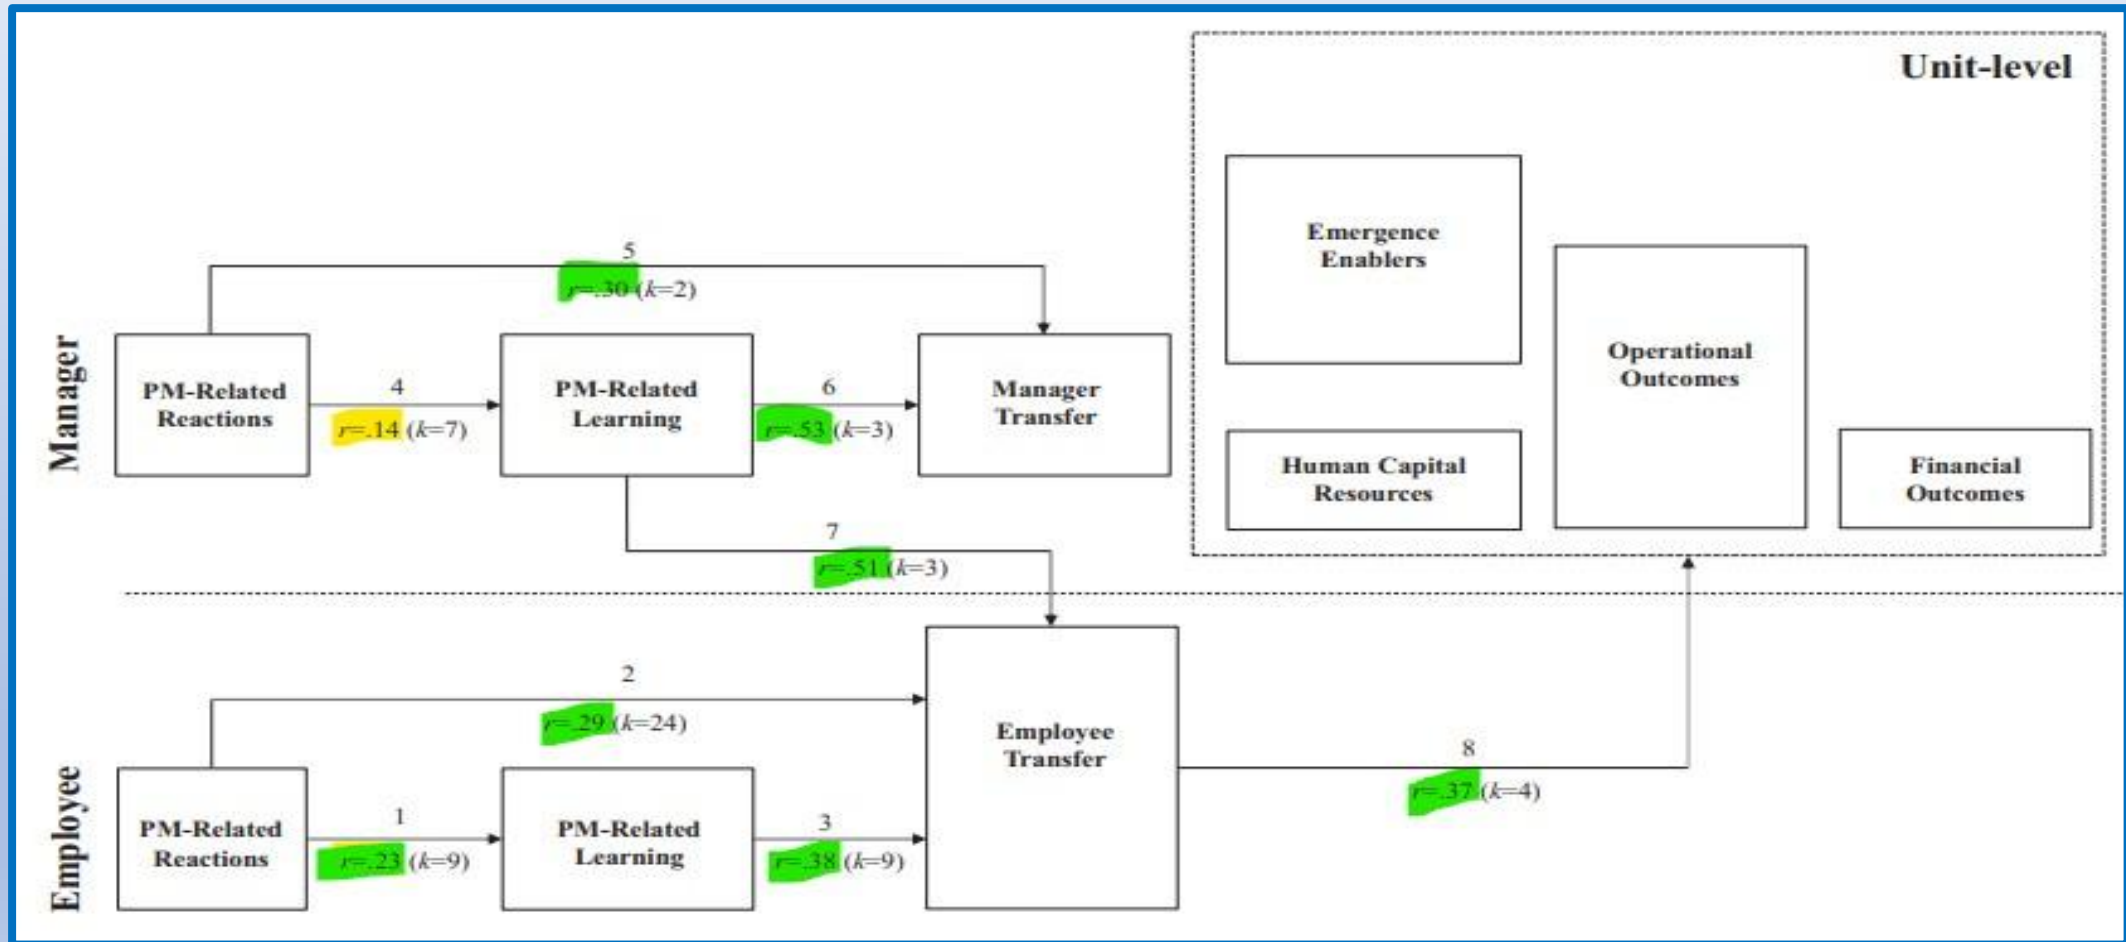 Unit-level
Emergence
Enablers
Operational
Outcomes
Human Capital
Resources
Financial
Outcomes
Manager
5
r=.30 (k=2)
PM-Related
Reactions
4
r=.14 (k=7)
PM-Related
Learning
6
r=.53 (k=3)
Manager
Transfer
7
r=.51 (k=3)
Employee
2
r=.29 (k=24)
PM-Related
Reactions
1
r=.23 (k=9)
PM-Related
Learning
3
r=.38 (k=9)
Employee
Transfer
8
r=.37 (k=4)